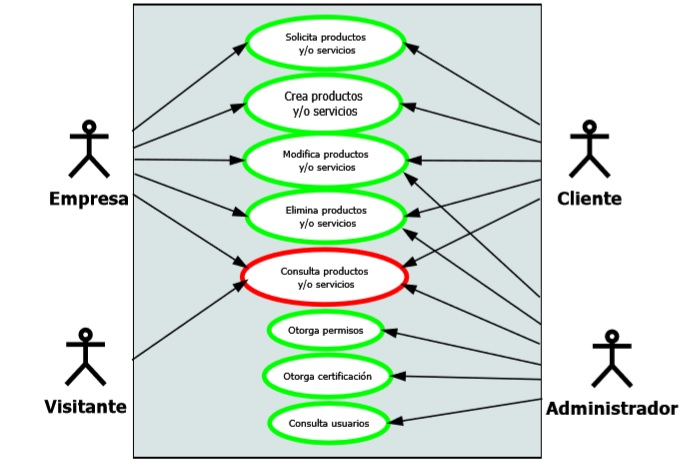 Solicita productos
y/o servicios
Crea productos
y/o servicios
Modifica productos
y/o servicios
Empresa
Cliente
Elimina productos
y/o servicios
Consulta productos
y/o servicios
Otorga permisos
Otorga certificación
Visitante
Administrador
Consulta usuarios